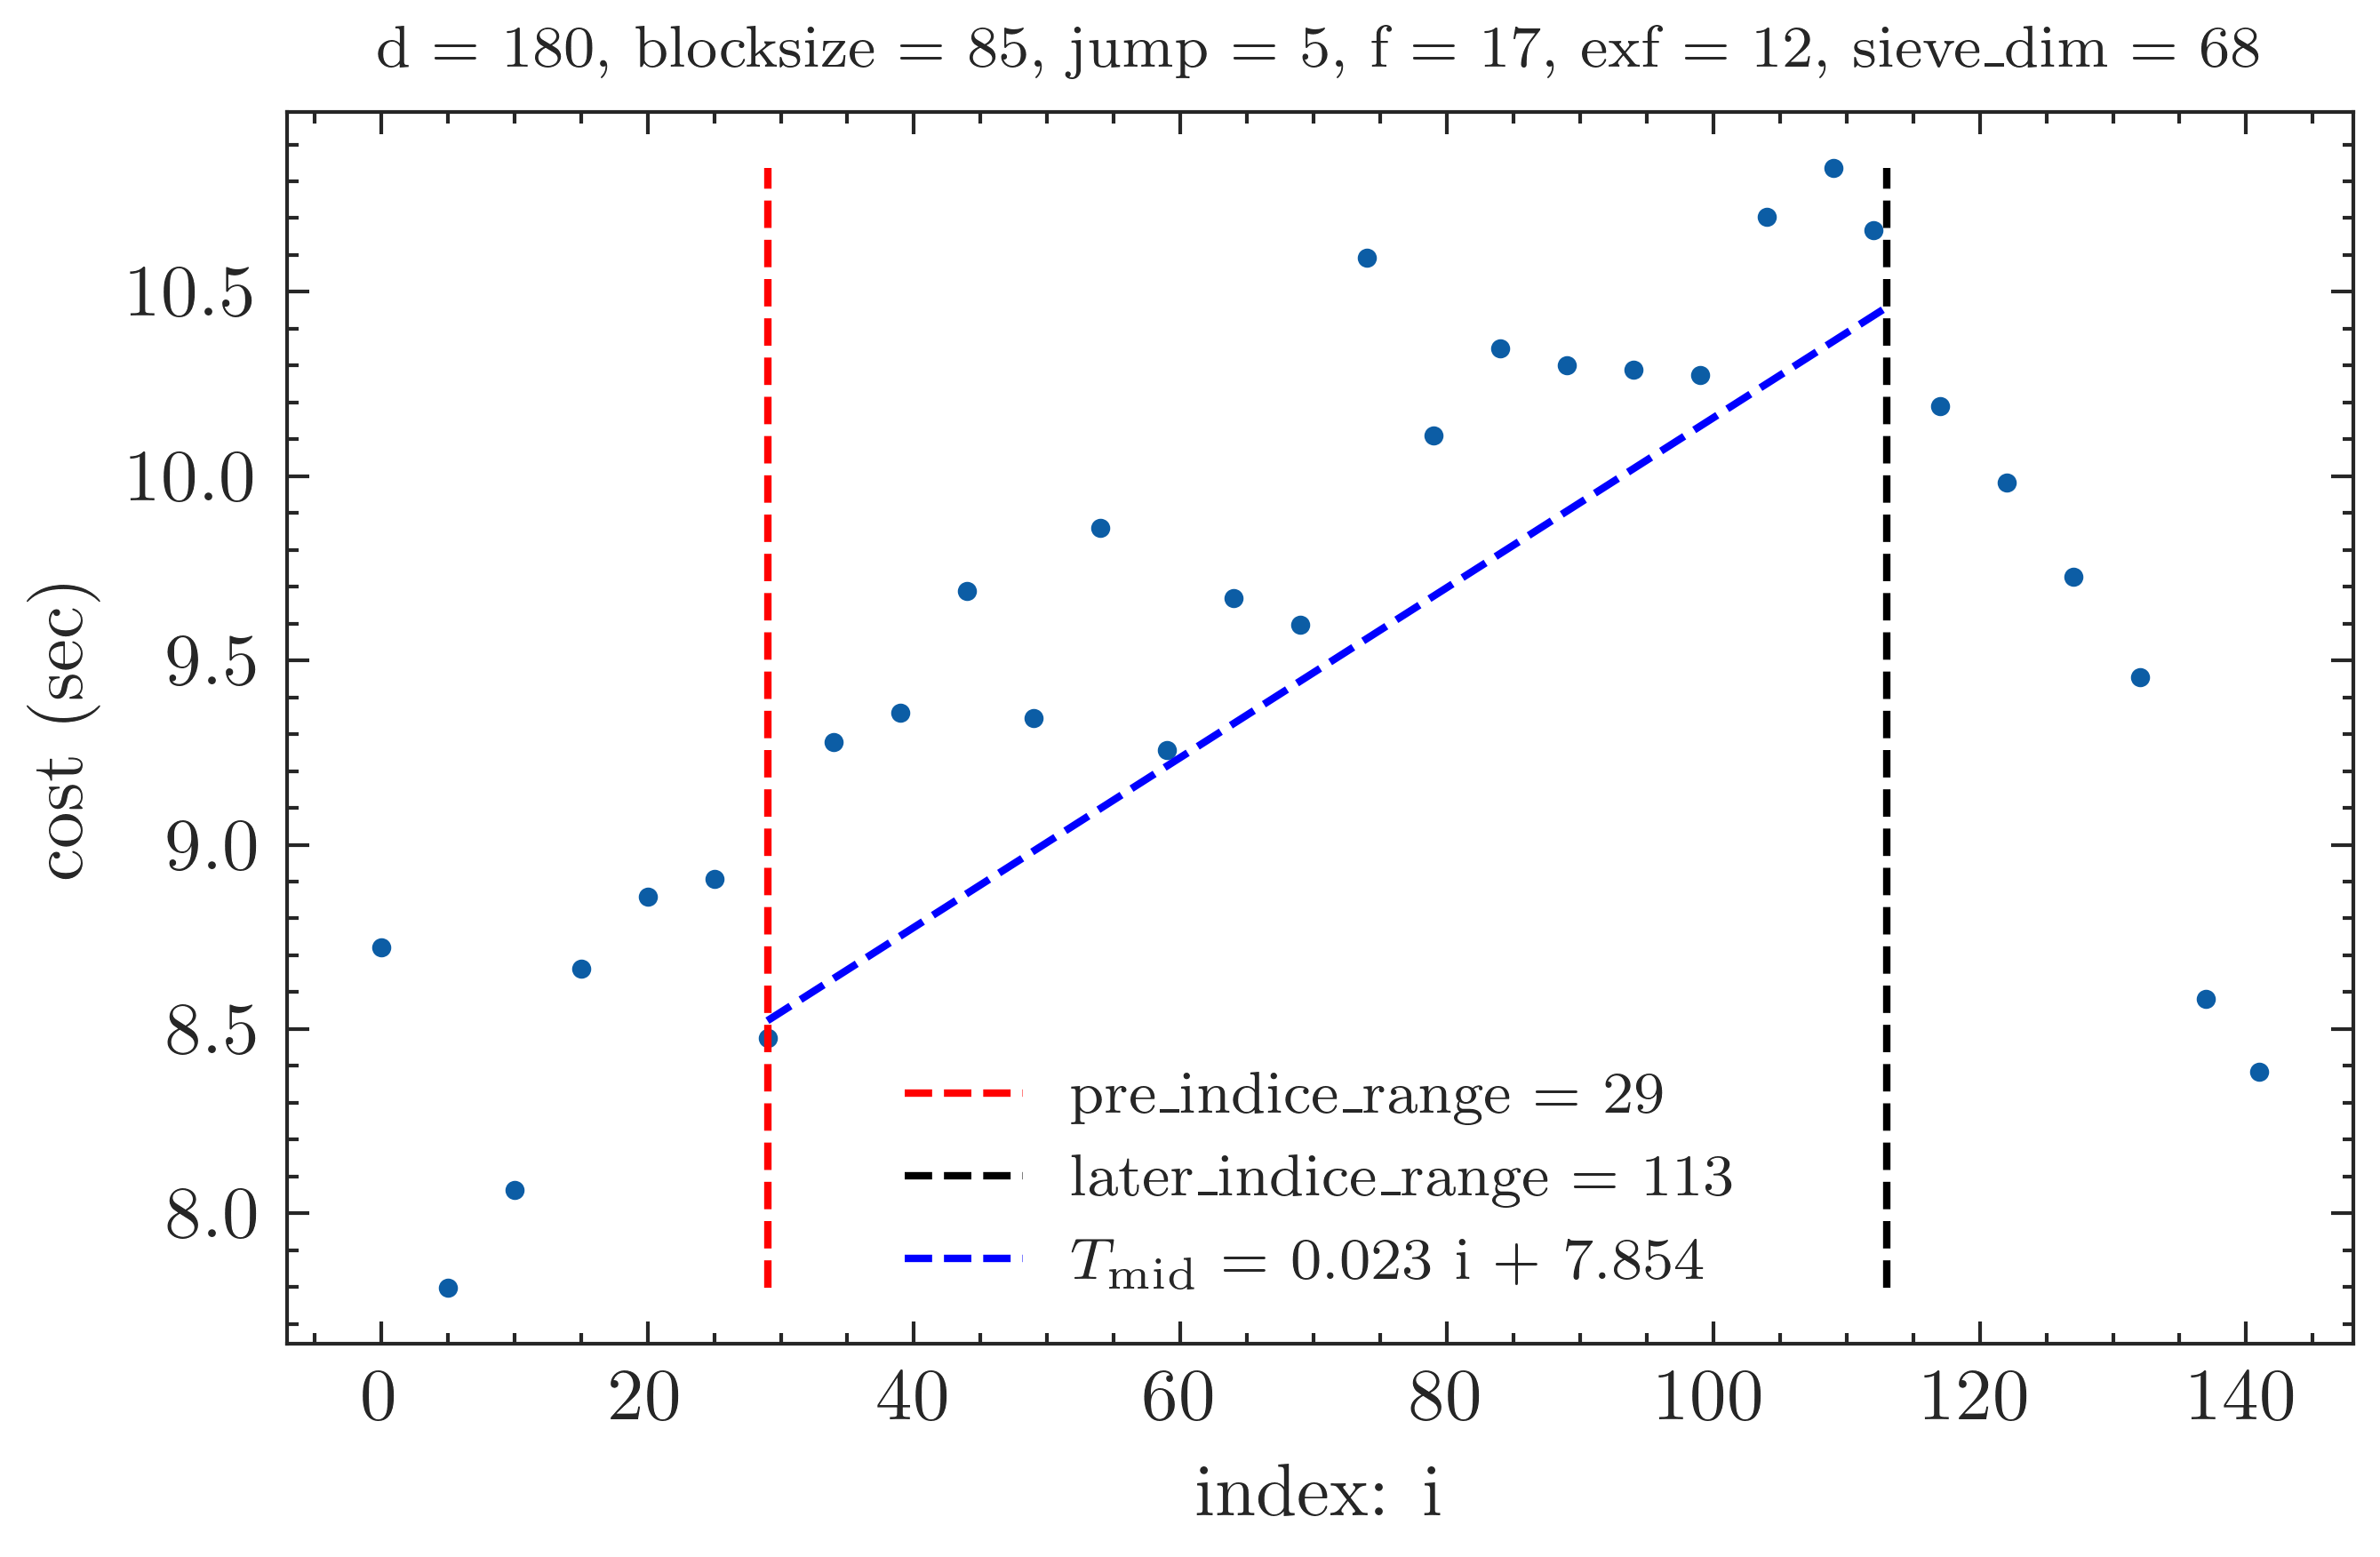 d = 180, blocksize = 85, jump = 5, f = 17, exf = 12, sieve_dim = 68
cost (sec)
10.5
10.0
9.5
9.0
8.5
8.0
pre_indice_range = 29
later_indice_range = 113
T_mid = 0.023 i + 7.854
0 20 40 60 80 100 120 140
index: i